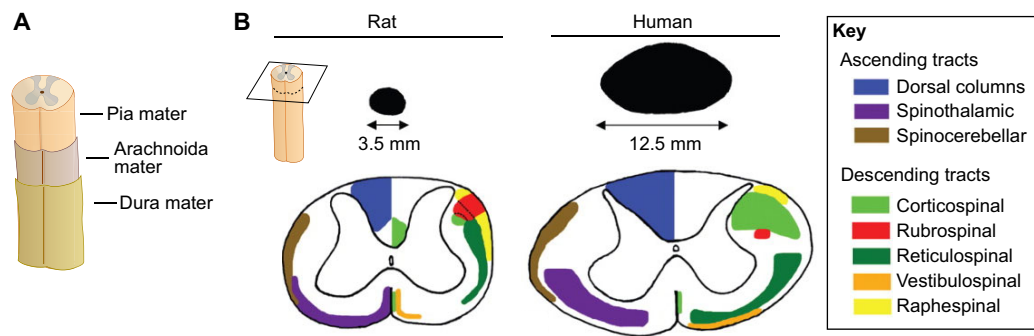 A
Pia mater
Arachnoida
mater
Dura mater
B
Rat
Human
3.5 mm
12.5 mm
Key
Ascending tracts
Dorsal columns
Spinothalamic
Spinocerebellar
Descending tracts
Corticospinal
Rubrospinal
Reticulospinal
Vestibulospinal
Raphespinal